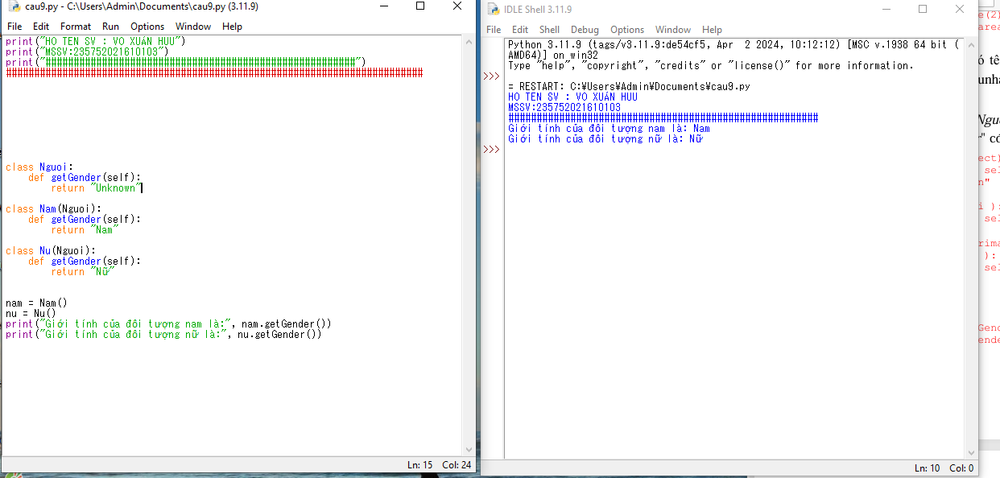 cau9.py - C:\Users\Admin\Documents\cau9.py (3.11.9)
File Edit Format Run Options Window Help
print("HO TEN SV : VO XUÁN HUU")
print("MSSV:235752021610103")
print("#######################################################")
##########################################################################
class Nguoi:
    def getGender(self):
        return "Unknown"
class Nam(Nguoi):
    def getGender(self):
        return "Nam"
class Nu(Nguoi):
    def getGender(self):
        return "Nữ"
nam = Nam()
nu = Nu()
print("Giới tính của đối tượng nam là:", nam.getGender())
print("Giới tính của đối tượng nữ là:", nu.getGender())
Ln: 15 Col: 24
IDLE Shell 3.11.9
File Edit Shell Debug Options Window Help
Python 3.11.9 (tags/v3.11.9:de54cf5, Apr  2 2024, 10:12:12) [MSC v.1938 64 bit (
AMD64)] on win32
Type "help", "copyright", "credits" or "license()" for more information.
>>>
= RESTART: C:¥Users¥Admin¥Documents¥cau9.py
HO TEN SV : VO XUÁN HUU
MSSV:235752021610103
#######################################################
Giới tính của đối tượng nam là: Nam
Giới tính của đối tượng nữ là: Nữ
>>>
Ln: 10 Col: 0